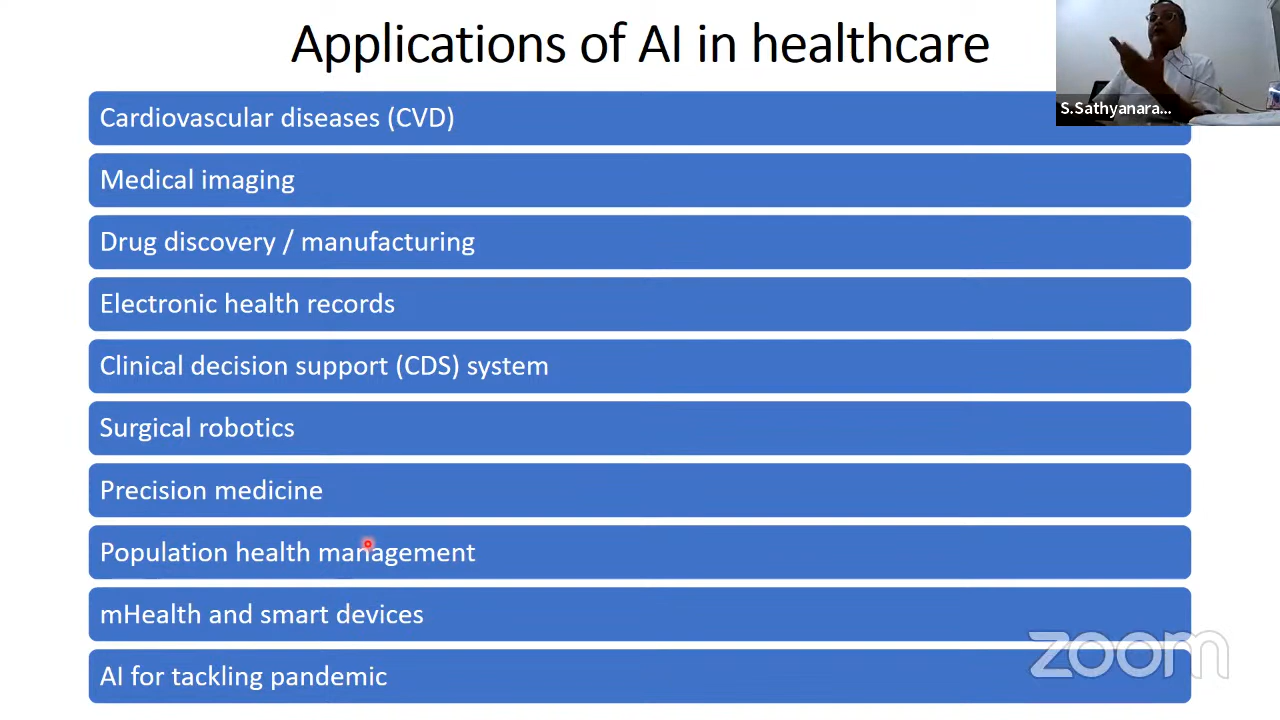 Applications of AI in healthcare
S.Sathyanara...
Cardiovascular diseases (CVD)
Medical imaging
Drug discovery / manufacturing
Electronic health records
Clinical decision support (CDS) system
Surgical robotics
Precision medicine
Population health management
mHealth and smart devices
AI for tackling pandemic
zoom